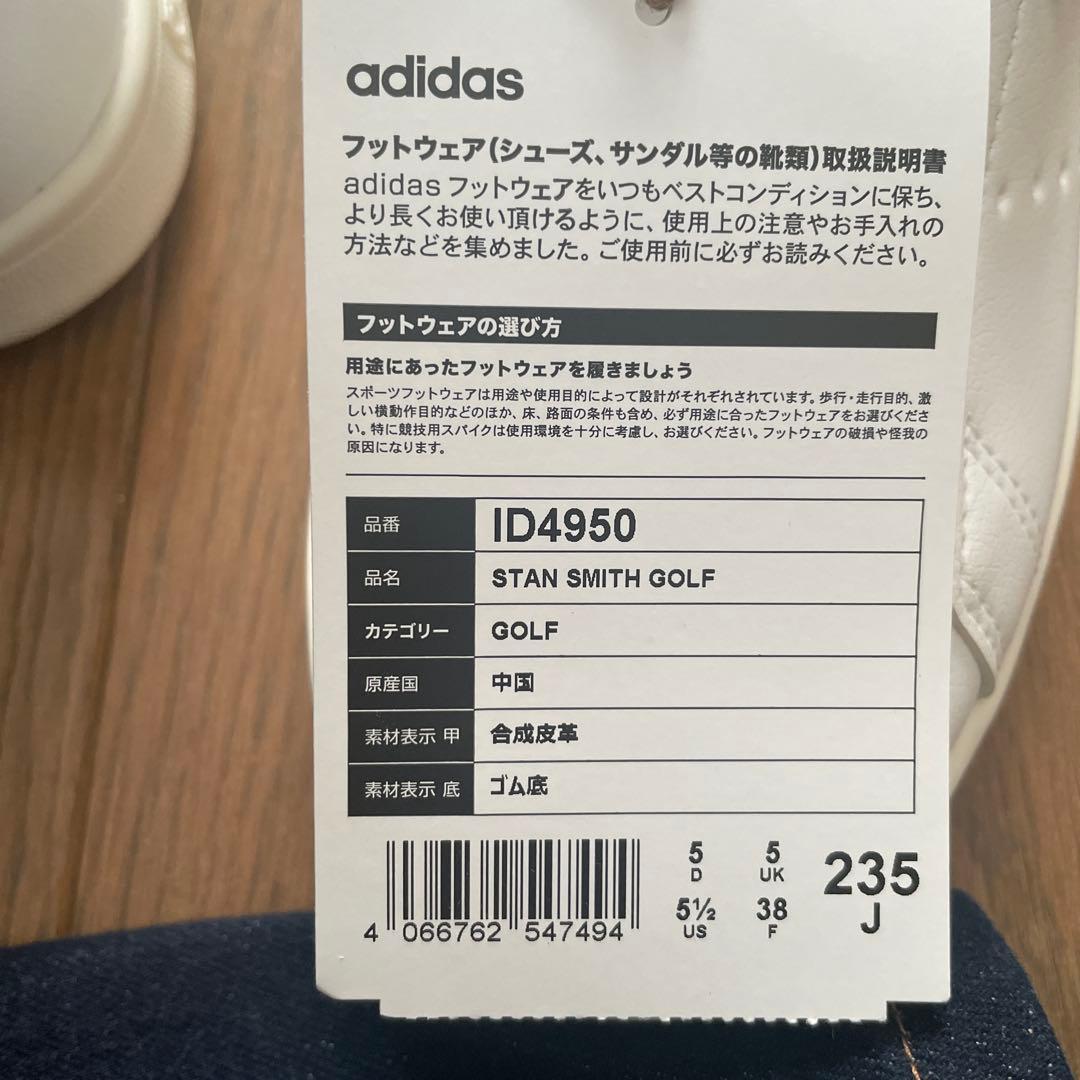 adidas
フットウェア(シューズ、サンダル等の靴類)取扱説明書
adidas フットウェアをいつもベストコンディションに保ち、
より長くお使い頂けるように、使用上の注意やお手入れの
方法などを集めました。ご使用前に必ずお読みください。
フットウェアの選び方
用途にあったフットウェアを履きましょう
スポーツフットウェアは用途や使用目的によって設計がそれぞれされています。歩行・走行目的、激
しい横動作目的などのほか、床、路面の条件も含め、必ず用途に合ったフットウェアをお選びくださ
い。特に競技用スパイクは使用環境を十分に考慮し、お選びください。フットウェアの破損や怪我の
原因になります。
品番 ID4950
品名 STAN SMITH GOLF
カテゴリー GOLF
原産国 中国
素材表示 甲 合成皮革
素材表示 底 ゴム底
5 5 235
D UK
5½ 38 J
US F
4 066762 547494